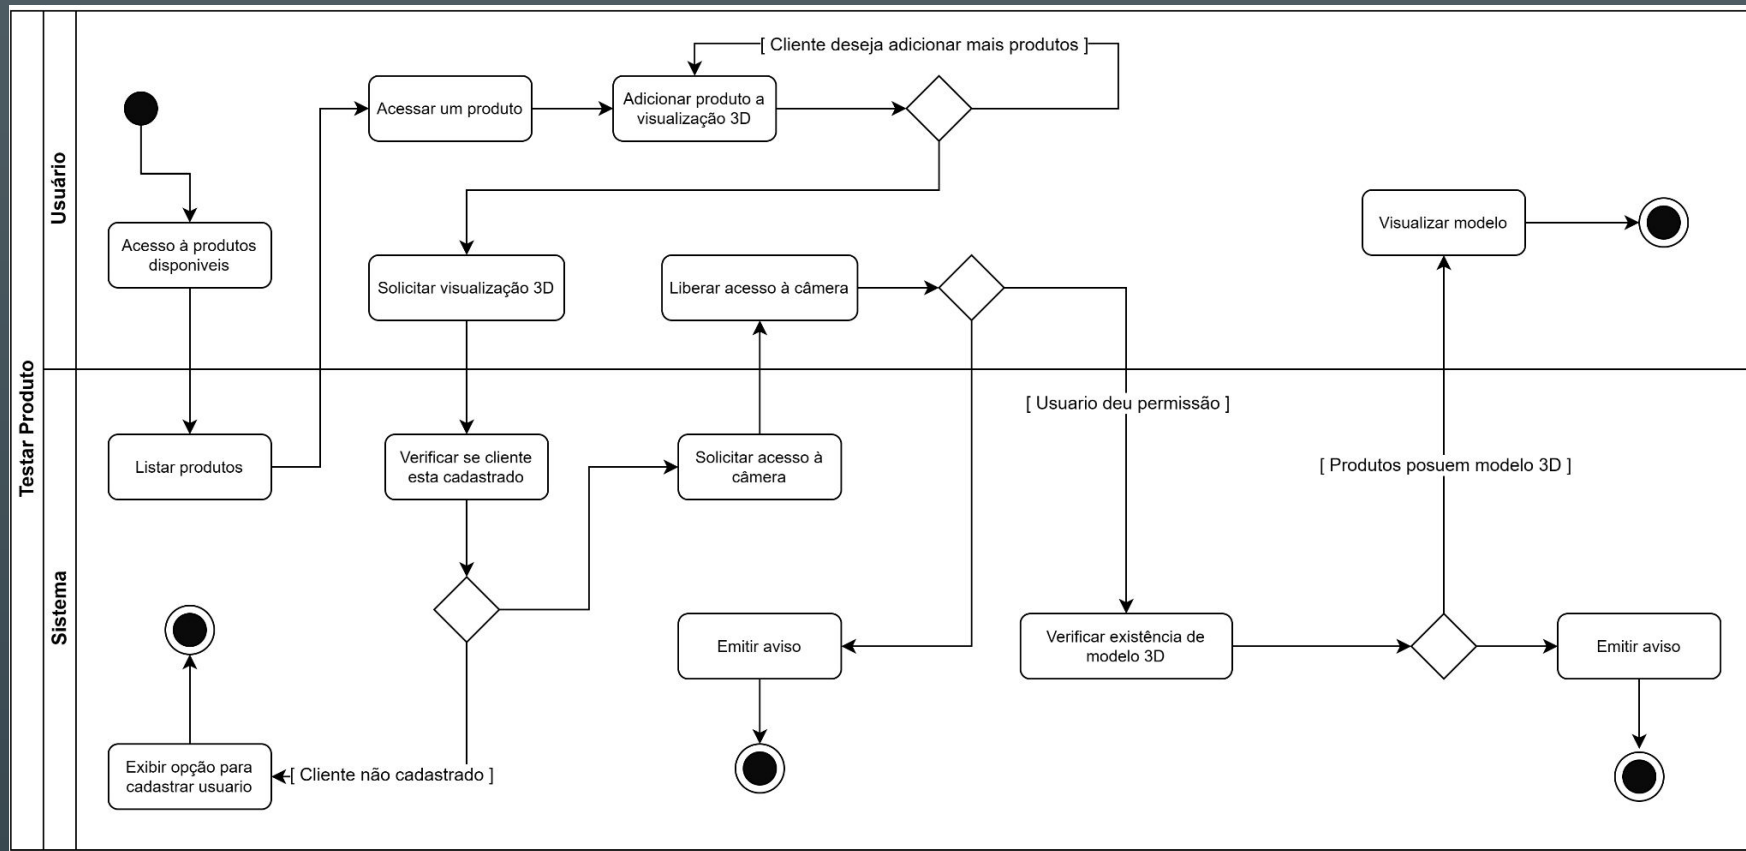 Testar Produto
Usuário
Sistema
[ Cliente deseja adicionar mais produtos ]
Acessar um produto
Adicionar produto a
visualização 3D
Acesso à produtos
disponiveis
Solicitar visualização 3D
Liberar acesso à câmera
Visualizar modelo
[ Usuario deu permissão ]
Listar produtos
Verificar se cliente
esta cadastrado
Solicitar acesso à
câmera
[ Produtos posuem modelo 3D ]
Emitir aviso
Verificar existência de
modelo 3D
Emitir aviso
Exibir opção para
cadastrar usuario
[ Cliente não cadastrado ]